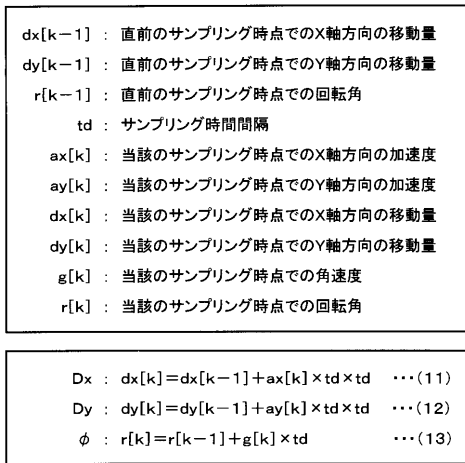 dx[k－1] : 直前のサンプリング時点でのX軸方向の移動量
dy[k－1] : 直前のサンプリング時点でのY軸方向の移動量
r[k－1] : 直前のサンプリング時点での回転角
td : サンプリング時間間隔
ax[k] : 当該のサンプリング時点でのX軸方向の加速度
ay[k] : 当該のサンプリング時点でのY軸方向の加速度
dx[k] : 当該のサンプリング時点でのX軸方向の移動量
dy[k] : 当該のサンプリング時点でのY軸方向の移動量
g[k] : 当該のサンプリング時点での角速度
r[k] : 当該のサンプリング時点での回転角
Dx : dx[k]＝dx[k－1]＋ax[k]×td×td …(11)
Dy : dy[k]＝dy[k－1]＋ay[k]×td×td …(12)
φ : r[k]＝r[k－1]＋g[k]×td …(13)